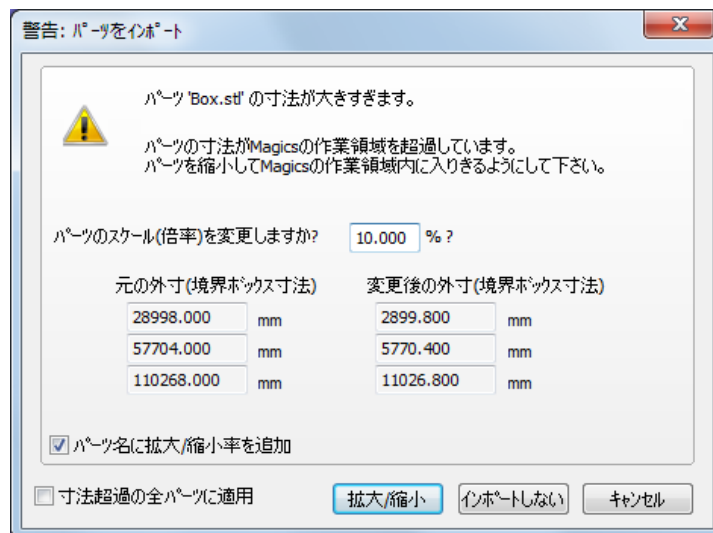 警告: パーツをインポート
パーツ 'Box.stl' の寸法が大きすぎます。
パーツの寸法がMagicsの作業領域を超過しています。
パーツを縮小してMagicsの作業領域内に入りきるようにして下さい。
パーツのスケール(倍率)を変更しますか? 10.000 % ?
元の外寸(境界ボックス寸法) 変更後の外寸(境界ボックス寸法)
28998.000 mm 2899.800 mm
57704.000 mm 5770.400 mm
110268.000 mm 11026.800 mm
パーツ名に拡大/縮小率を追加
寸法超過の全パーツに適用 拡大/縮小 インポートしない キャンセル